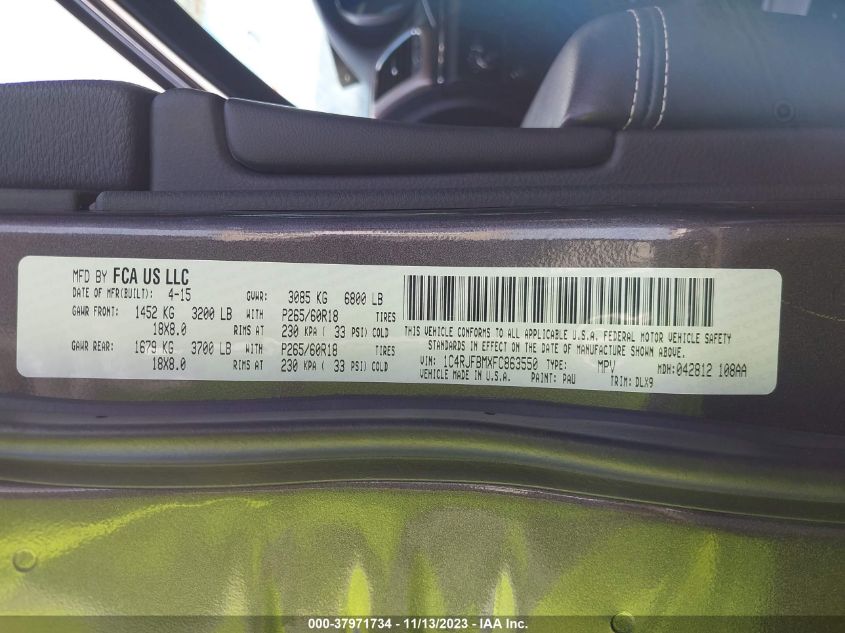 MFD BY FCA US LLC
DATE OF MFR(BUILT): 4-15 GVWR: 3085 KG 6800 LB
GAWR FRONT: 1452 KG 3200 LB WITH P265/60R18 TIRES
18X8.0 RIMS AT 230 KPA ( 33 PSI) COLD
GAWR REAR: 1679 KG 3700 LB WITH P265/60R18 TIRES
18X8.0 RIMS AT 230 KPA ( 33 PSI) COLD
THIS VEHICLE CONFORMS TO ALL APPLICABLE U.S.A. FEDERAL MOTOR VEHICLE SAFETY
STANDARDS IN EFFECT ON THE DATE OF MANUFACTURE SHOWN ABOVE.
VIN: 1C4RJFBMXFC863550 TYPE: MPV MDH:042812 108AA
VEHICLE MADE IN U.S.A. PAINT: PAU TRIM: DLX9
000-37971734 - 11/13/2023 - IAA Inc.